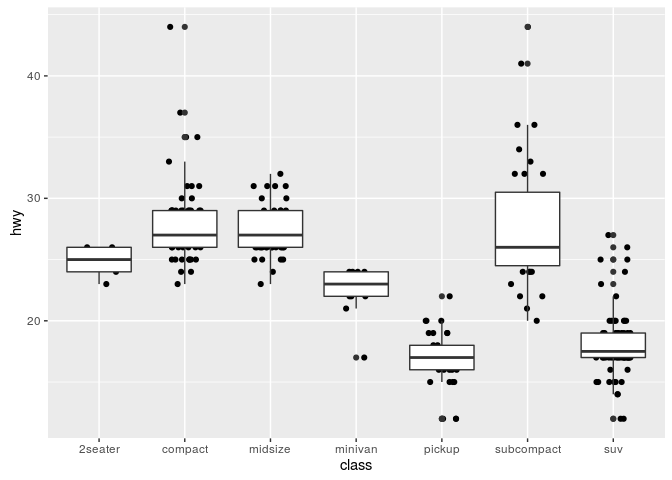 40
30
20
hwy
2seater compact midsize minivan pickup subcompact suv
class